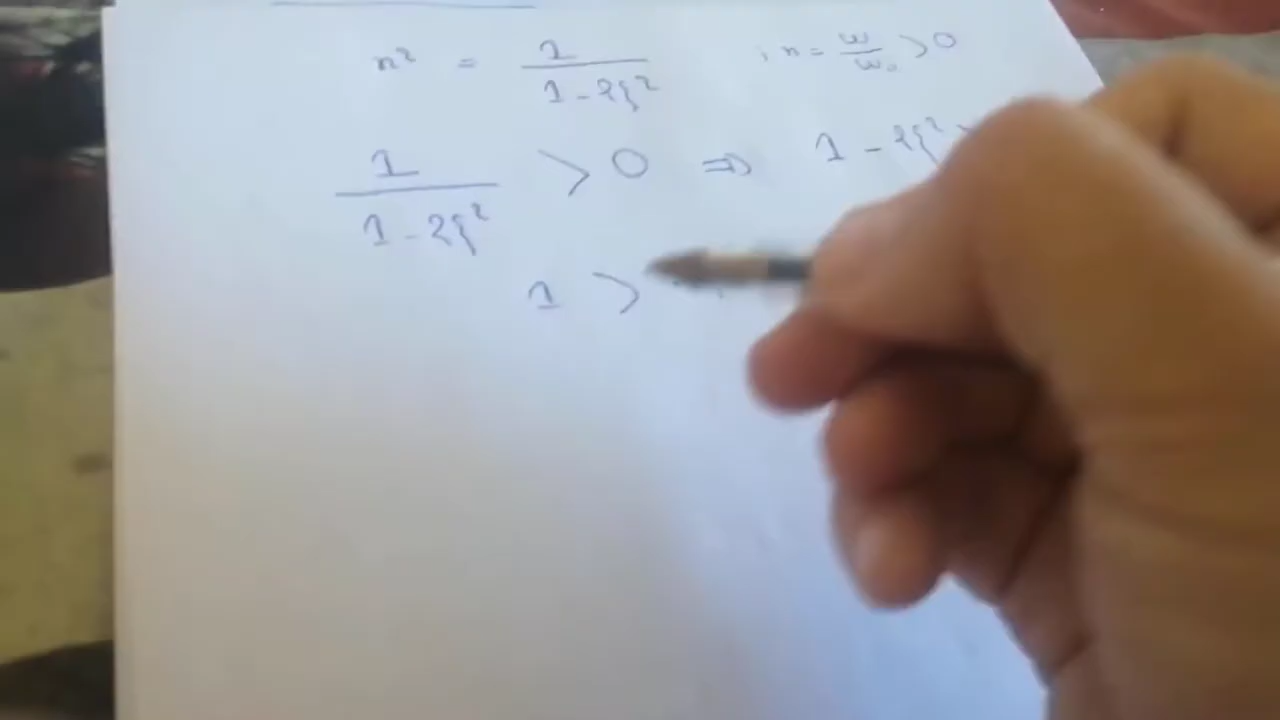 n² = 1/(1-2ξ²) ; n = ω/ω₀ > 0
1/(1-2ξ²) > 0 ⇒ 1 - 2ξ²
1 >